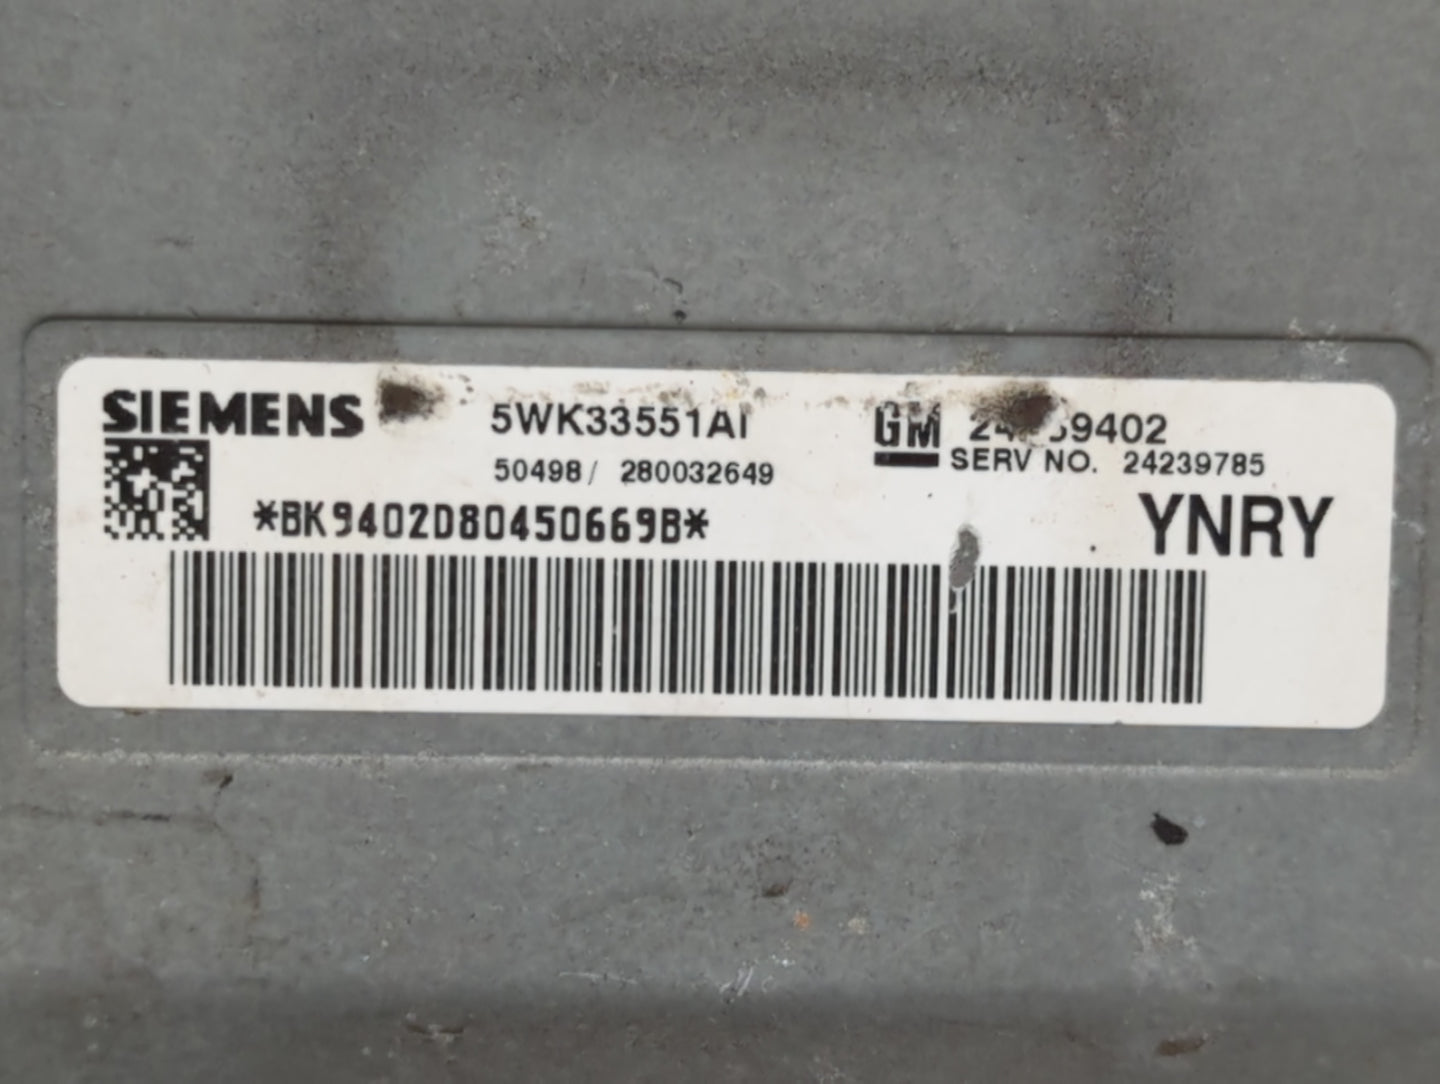 SIEMENS 5WK33551AI GM
50498/ 280032649 SERV NO. 24239785
*BK9402D80450669B* YNRY